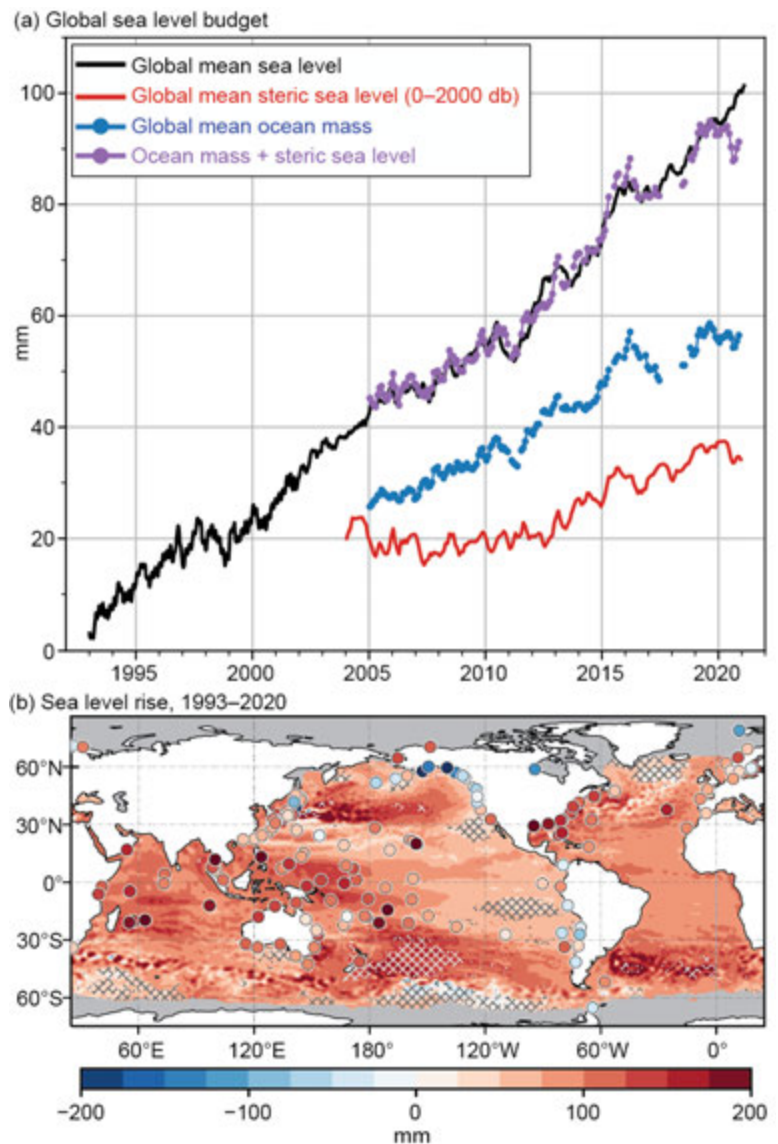 (a) Global sea level budget
Global mean sea level
Global mean steric sea level (0–2000 db)
Global mean ocean mass
Ocean mass + steric sea level
100
80
60
40
20
0
mm
1995 2000 2005 2010 2015 2020
(b) Sea level rise, 1993–2020
60°N
30°N
0°
30°S
60°S
60°E 120°E 180° 120°W 60°W 0°
−200 −100 0 100 200
mm